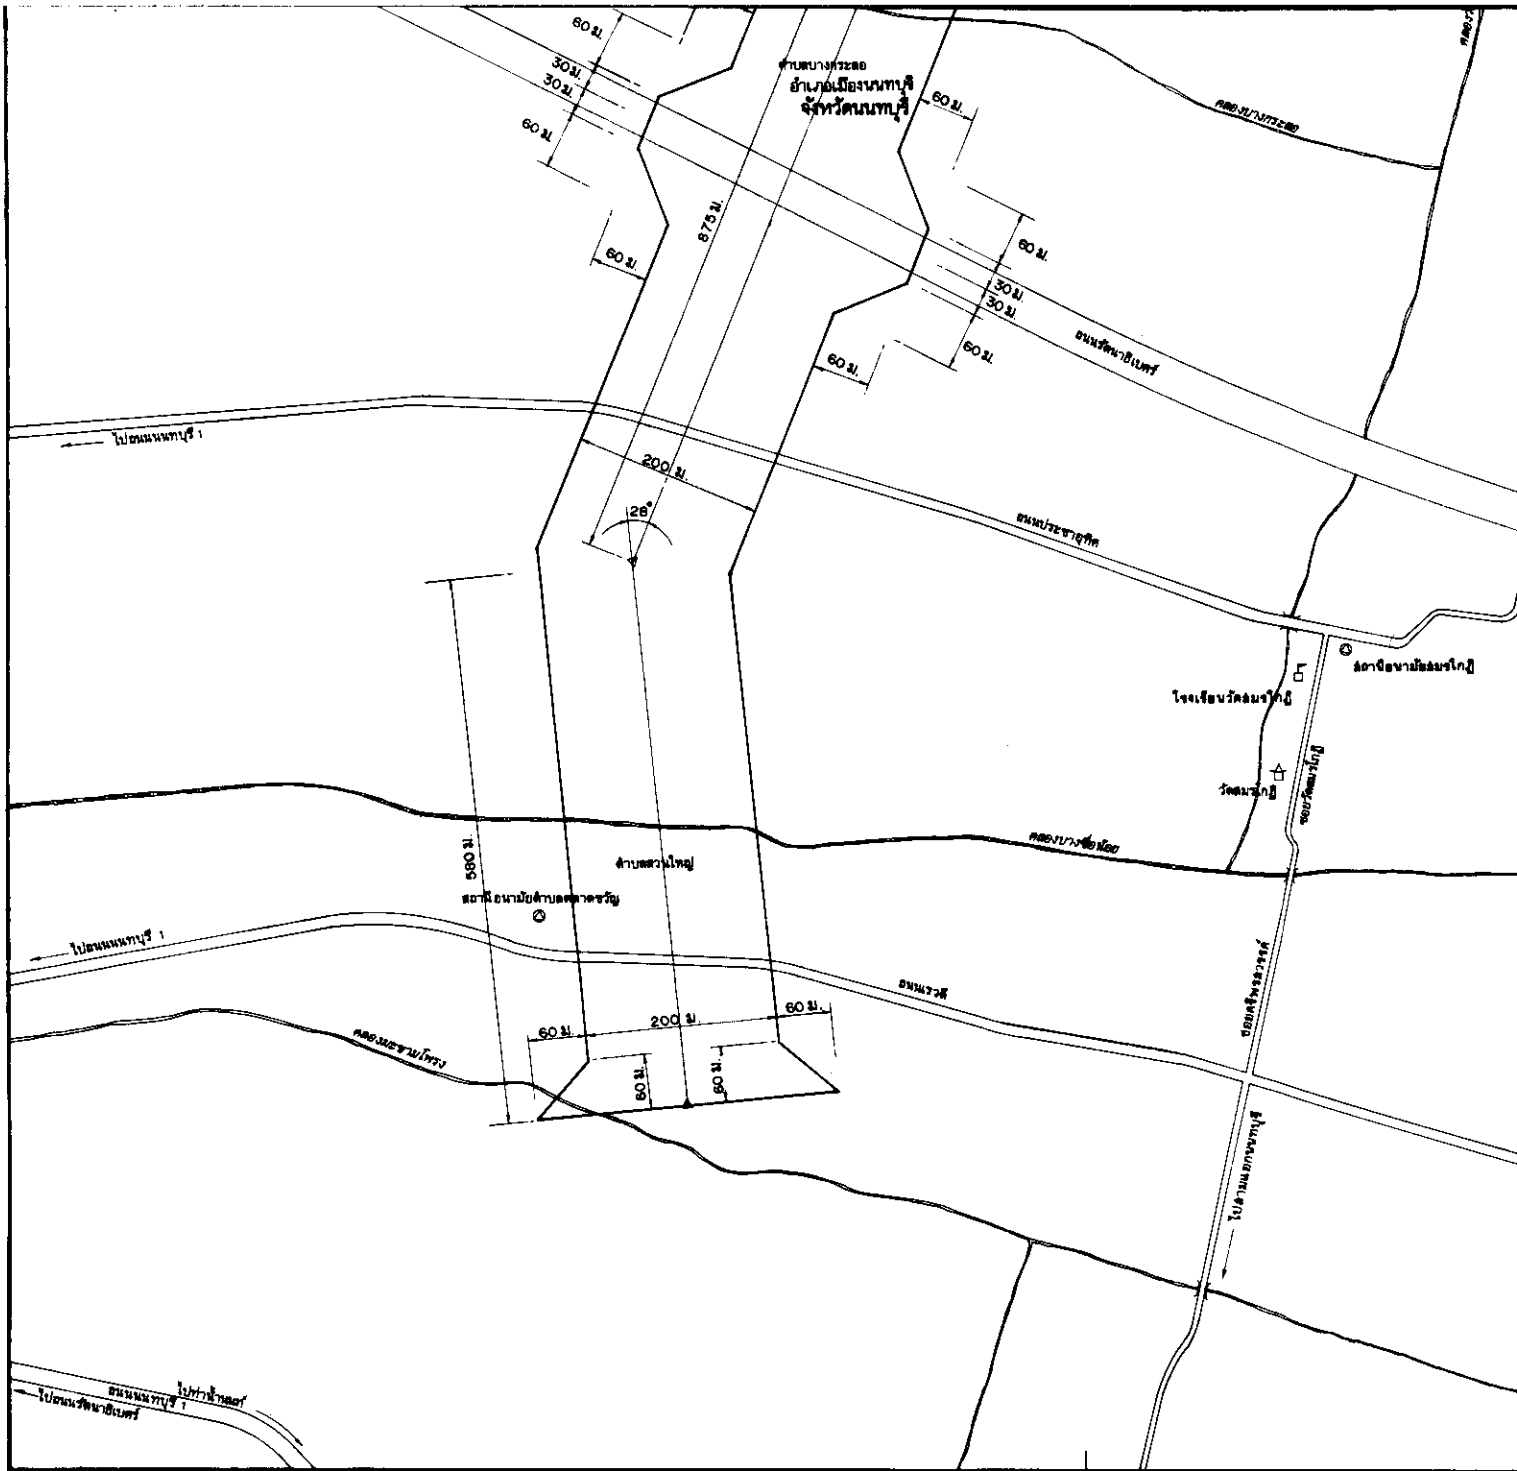 60 ม.
30 ม.
30 ม.
60 ม.
ตำบลบางกระสอ
อำเภอเมืองนนทบุรี
จังหวัดนนทบุรี
60 ม.
คลองบางกระสอ
875 ม.
60 ม.
60 ม.
30 ม.
30 ม.
60 ม.
60 ม.
ถนนรัตนาธิเบศร์
ไปถนนนนทบุรี 1
200 ม.
28°
ถนนประชาอุทิศ
สถานีอนามัยสมรโกฏิ
โรงเรียนวัดสมรโกฏิ
วัดสมรโกฏิ
ซอยวัดสมรโกฏิ
คลองบางซื่อน้อย
580 ม.
ตำบลสวนใหญ่
สถานีอนามัยตำบลตลาดขวัญ
ไปถนนนนทบุรี 1
ถนนเรวดี
ซอยศรีพรสวรรค์
60 ม.
200 ม.
60 ม.
60 ม.
60 ม.
คลองมะขามโพรง
ไปสามแยกนนทบุรี
ไปท่าน้ำนนท์
ถนนนนทบุรี 1
ไปถนนรัตนาธิเบศร์